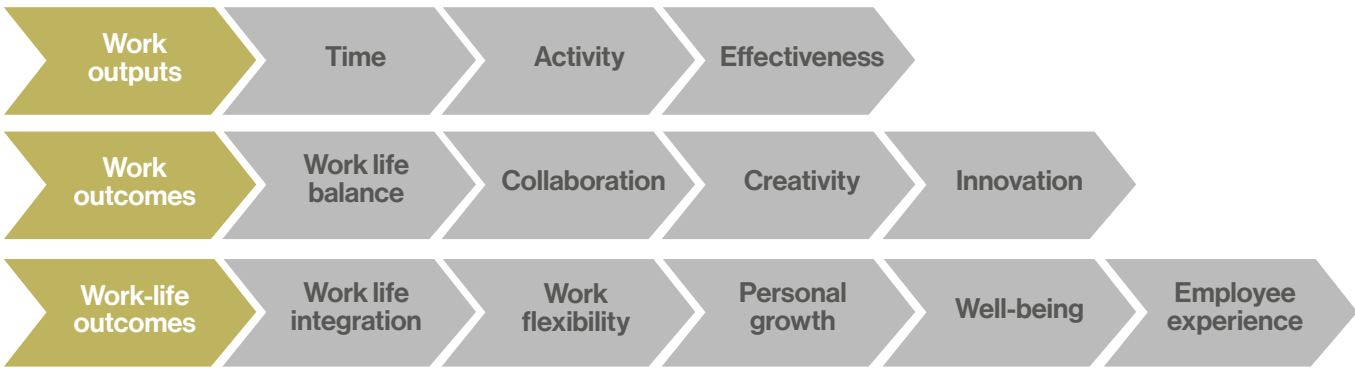 Work
outputs
Time
Activity
Effectiveness
Work
outcomes
Work life
balance
Collaboration
Creativity
Innovation
Work-life
outcomes
Work life
integration
Work
flexibility
Personal
growth
Well-being
Employee
experience